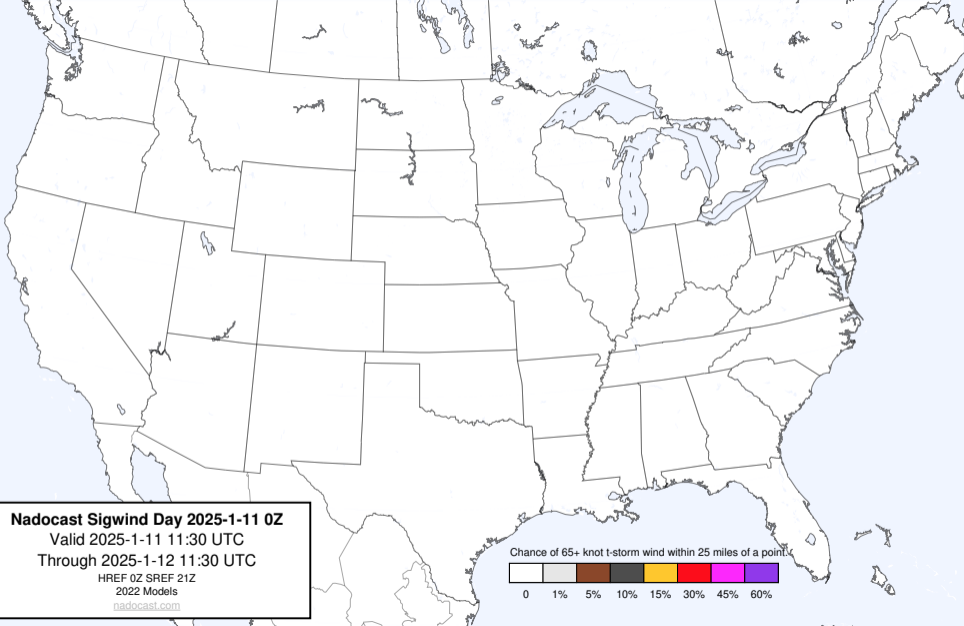 Nadocast Sigwind Day 2025-1-11 0Z
Valid 2025-1-11 11:30 UTC
Through 2025-1-12 11:30 UTC
HREF 0Z SREF 21Z
2022 Models
nadocast.com
Chance of 65+ knot t-storm wind within 25 miles of a point.
0 1% 5% 10% 15% 30% 45% 60%